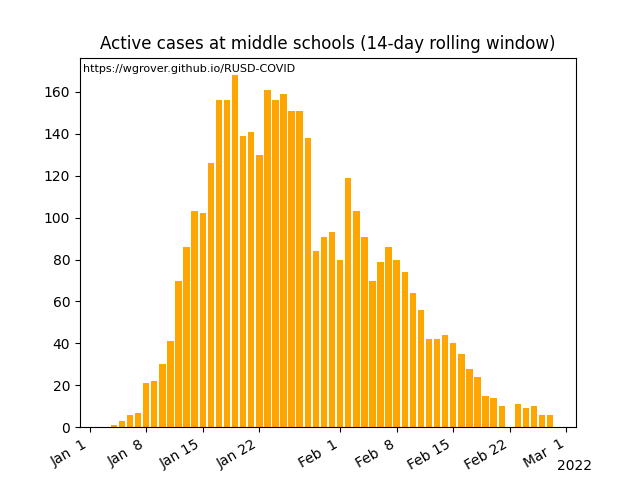 Active cases at middle schools (14-day rolling window)
https://wgrover.github.io/RUSD-COVID
160
140
120
100
80
60
40
20
0
Jan 1
Jan 8
Jan 15
Jan 22
Feb 1
Feb 8
Feb 15
Feb 22
Mar 1
2022